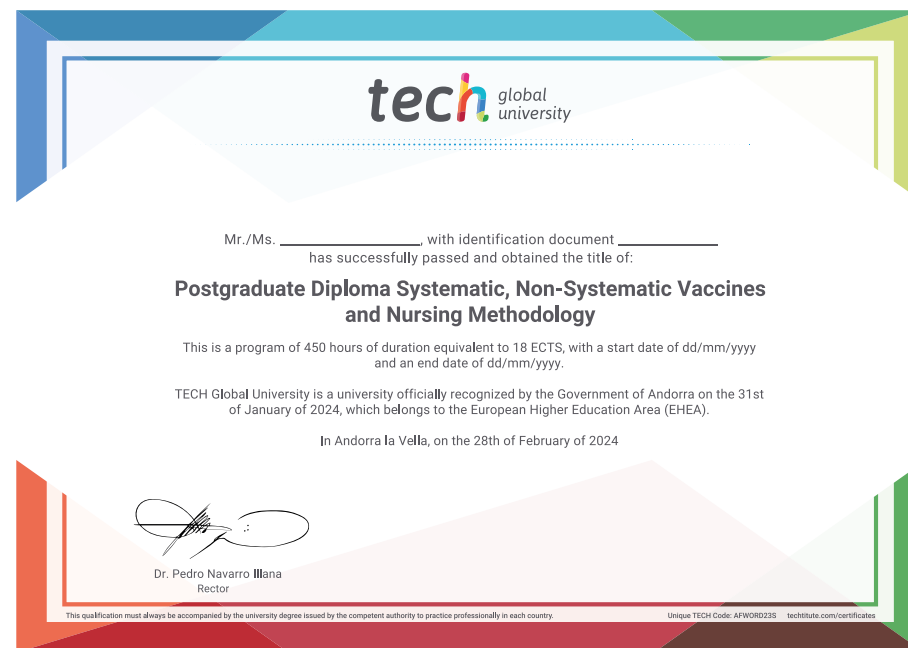 tech global
university
Mr./Ms. ____________, with identification document ____________
has successfully passed and obtained the title of:
Postgraduate Diploma Systematic, Non-Systematic Vaccines
and Nursing Methodology
This is a program of 450 hours of duration equivalent to 18 ECTS, with a start date of dd/mm/yyyy
and an end date of dd/mm/yyyy.
TECH Global University is a university officially recognized by the Government of Andorra on the 31st
of January of 2024, which belongs to the European Higher Education Area (EHEA).
In Andorra la Vella, on the 28th of February of 2024
Dr. Pedro Navarro Illana
Rector
This qualification must always be accompanied by the university degree issued by the competent authority to practice professionally in each country. Unique TECH Code: AFWORD23S techtitute.com/certificates